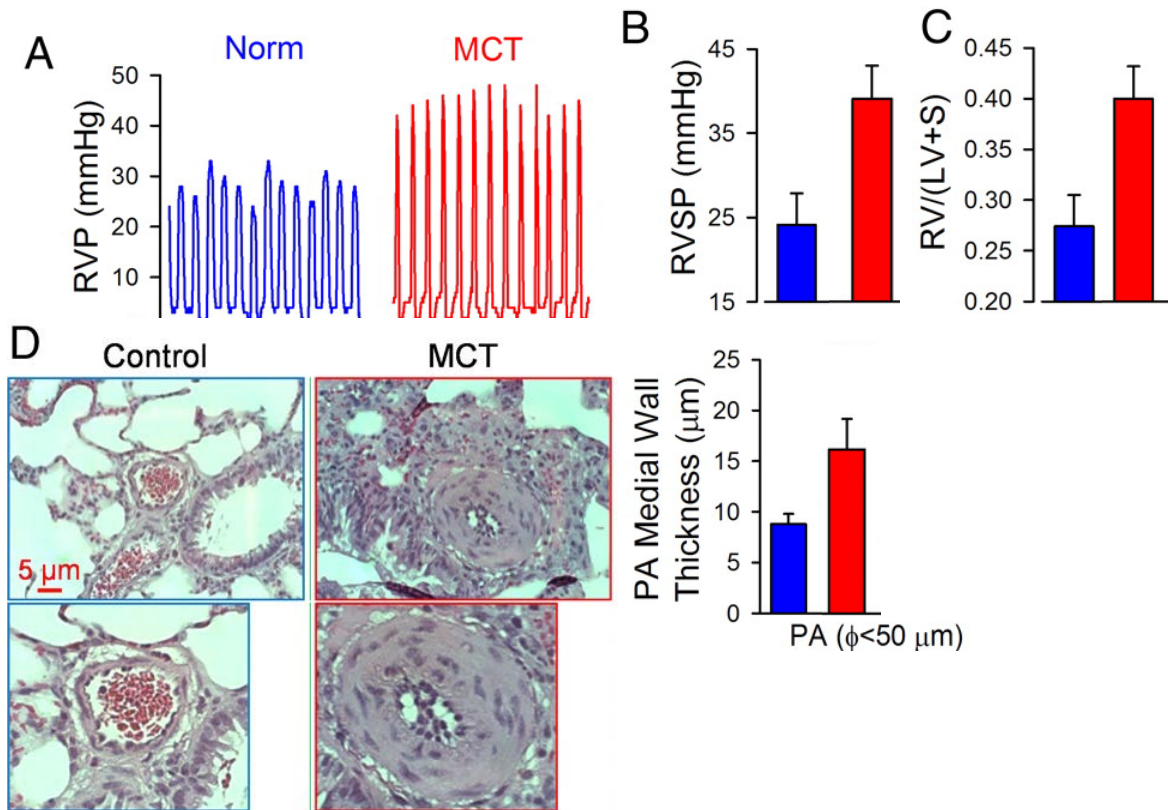 A
Norm
MCT
RVP (mmHg)
50
40
30
20
10
B
RVSP (mmHg)
45
35
25
15
C
RV/(LV+S)
0.45
0.40
0.35
0.30
0.25
0.20
D
Control
MCT
5 μm
PA Medial Wall
Thickness (μm)
25
20
15
10
5
0
PA (ϕ<50 μm)